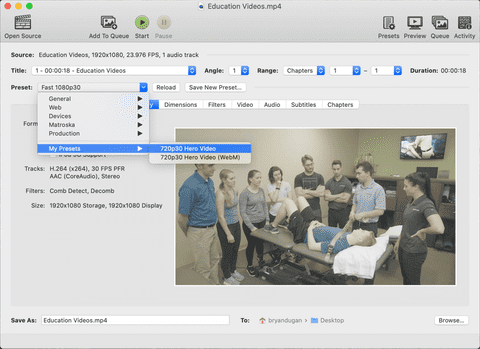 Education Videos.mp4
Open Source Add To Queue Start Pause Presets Preview Queue Activity
Source: Education Videos, 1920x1080, 23.976 FPS, 1 audio track
Title: 1 - 00:00:18 - Education Videos Angle: 1 Range: Chapters 1 - 1 Duration: 00:00:18
Preset: Fast 1080p30 Reload Save New Preset...
Dimensions Filters Video Audio Subtitles Chapters
General
Web
Devices
Matroska
Production
My Presets
720p30 Hero Video
720p30 Hero Video (WebM)
Tracks: H.264 (x264), 30 FPS PFR
AAC (CoreAudio), Stereo
Filters: Comb Detect, Decomb
Size: 1920x1080 Storage, 1920x1080 Display
Save As: Education Videos.mp4 To: bryandugan Desktop Browse...